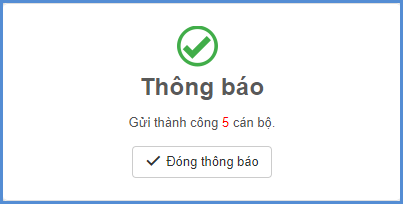 Thông báo
Gửi thành công 5 cán bộ.
Đóng thông báo